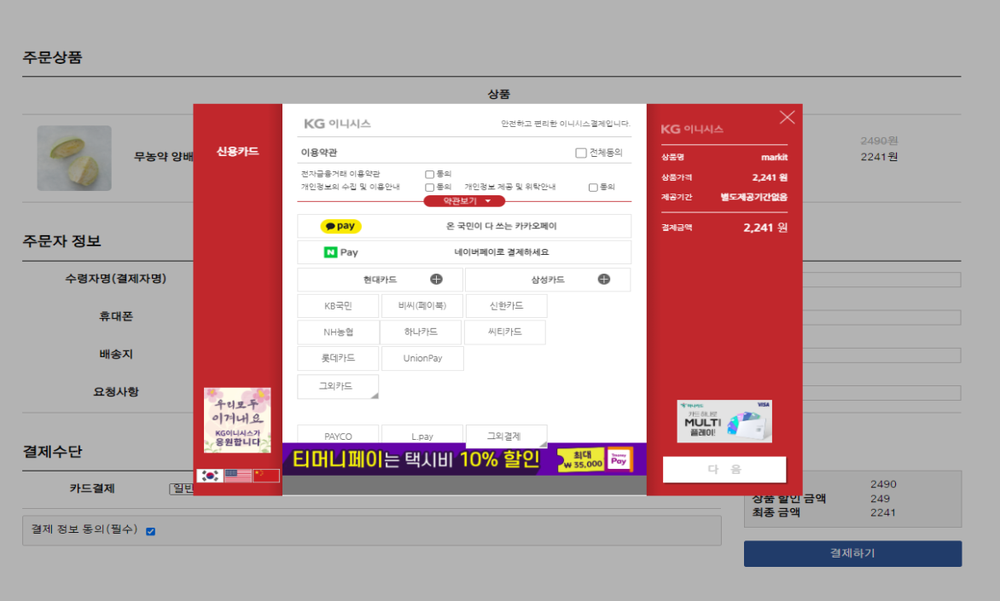 주문상품
상품
무농약 양배
2490원
2241원
주문자 정보
수령자명(결제자명)
휴대폰
배송지
요청사항
결제수단
카드결제
일반
결제 정보 동의(필수)
2490
상품 할인 금액 249
최종 금액 2241
결제하기
신용카드
우리모두
이겨내요
KG이니시스가
응원합니다
KG 이니시스
안전하고 편리한 이니시스결제입니다.
이용약관
전체동의
전자금융거래 이용약관 동의
개인정보의 수집 및 이용안내 동의 개인정보 제공 및 위탁안내 동의
약관보기
pay 온 국민이 다 쓰는 카카오페이
N Pay 네이버페이로 결제하세요
현대카드 삼성카드
KB국민 비씨(페이북) 신한카드
NH농협 하나카드 씨티카드
롯데카드 UnionPay
그외카드
PAYCO L.pay 그외결제
티머니페이는 택시비 10% 할인 최대 ₩35,000 Pay
KG 이니시스
상품명 markit
상품가격 2,241 원
제공기간 별도제공기간없음
결제금액 2,241 원
VISA
카드 하나로
MULTI
플레이!
다 음